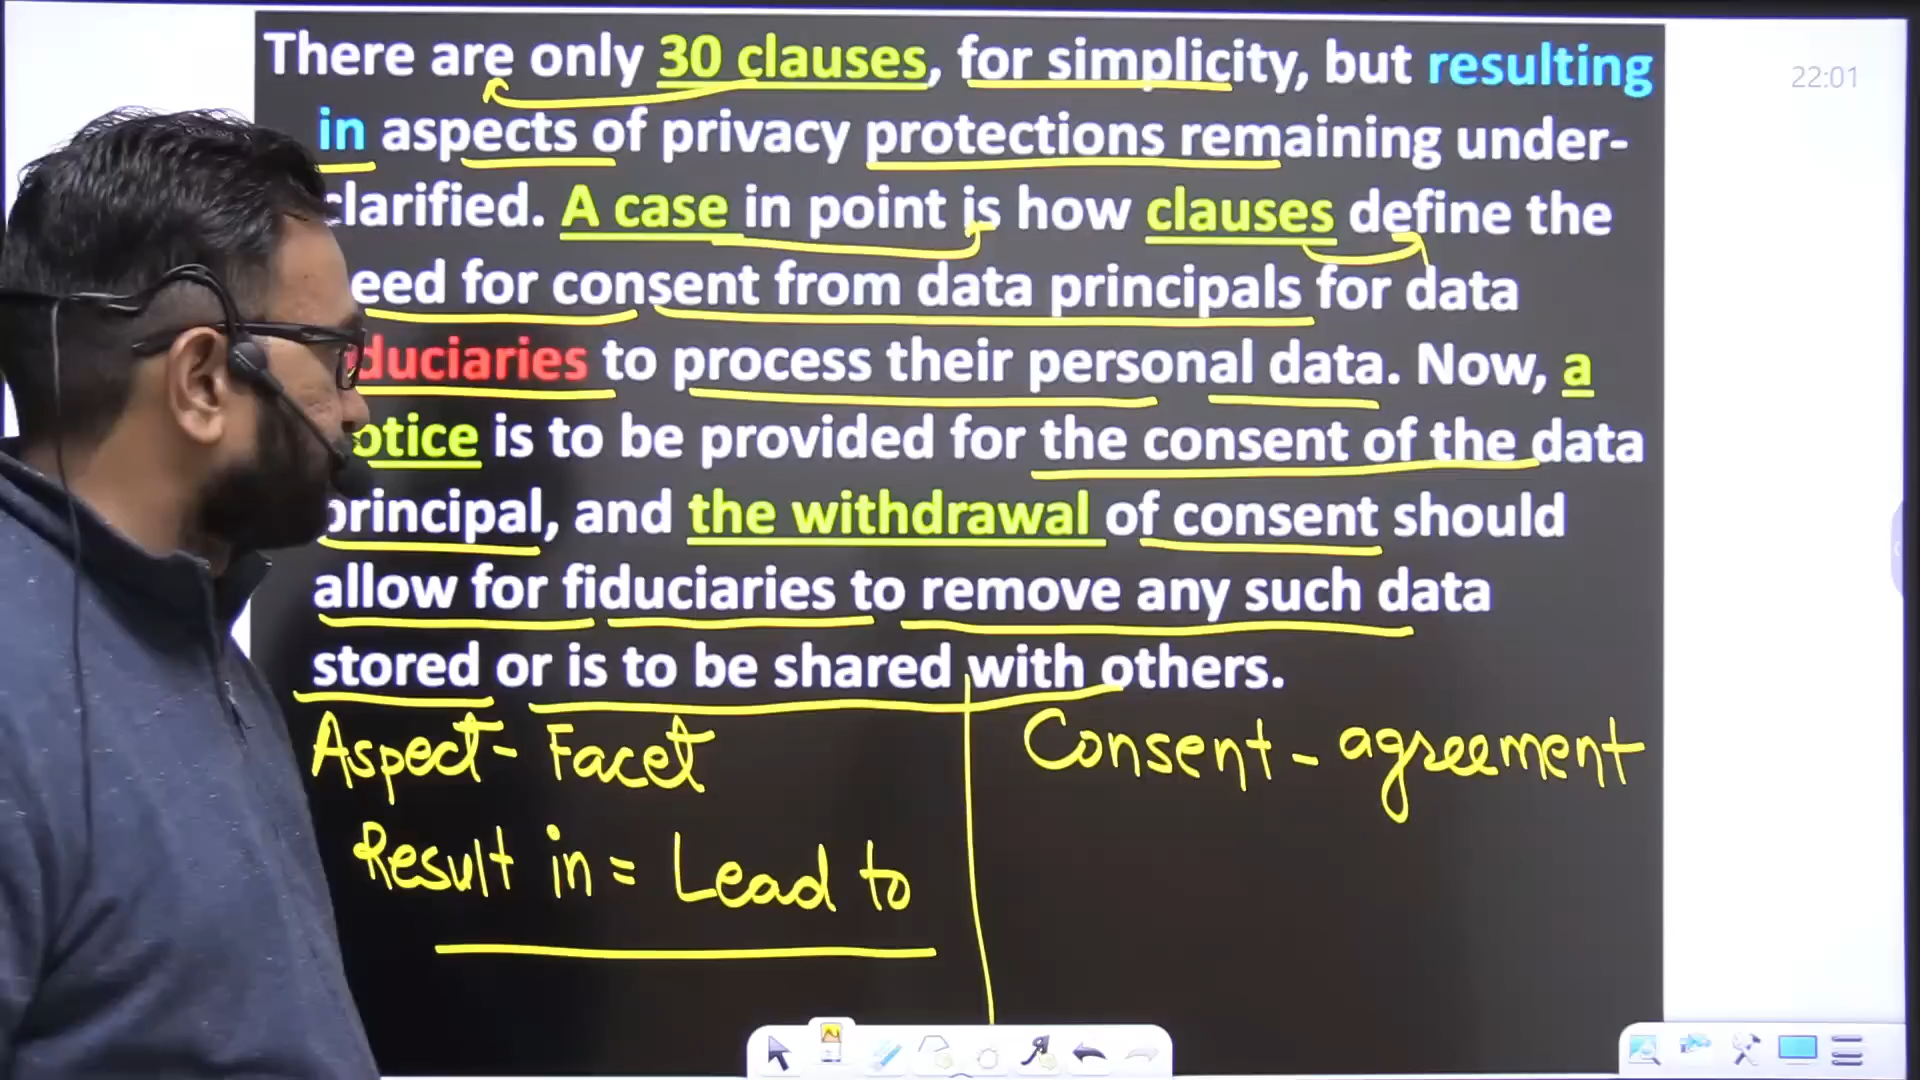 There are only 30 clauses, for simplicity, but resulting
22:01
in aspects of privacy protections remaining under-
clarified. A case in point is how clauses define the
eed for consent from data principals for data
duciaries to process their personal data. Now, a
otice is to be provided for the consent of the data
principal, and the withdrawal of consent should
allow for fiduciaries to remove any such data
stored or is to be shared with others.
Aspect - Facet
Consent - agreement
Result in = Lead to